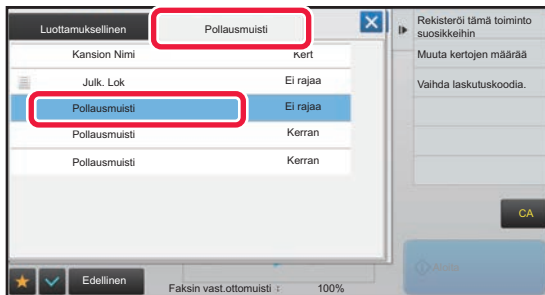 Luottamuksellinen
Pollausmuisti
Kansion Nimi
Kert
Julk. Lok
Ei rajaa
Pollausmuisti
Ei rajaa
Pollausmuisti
Kerran
Pollausmuisti
Kerran
Edellinen
Faksin vast.ottomuisti : 100%
Rekisteröi tämä toiminto
suosikkeihin
Muuta kertojen määrää
Vaihda laskutuskoodia.
CA
Aloita